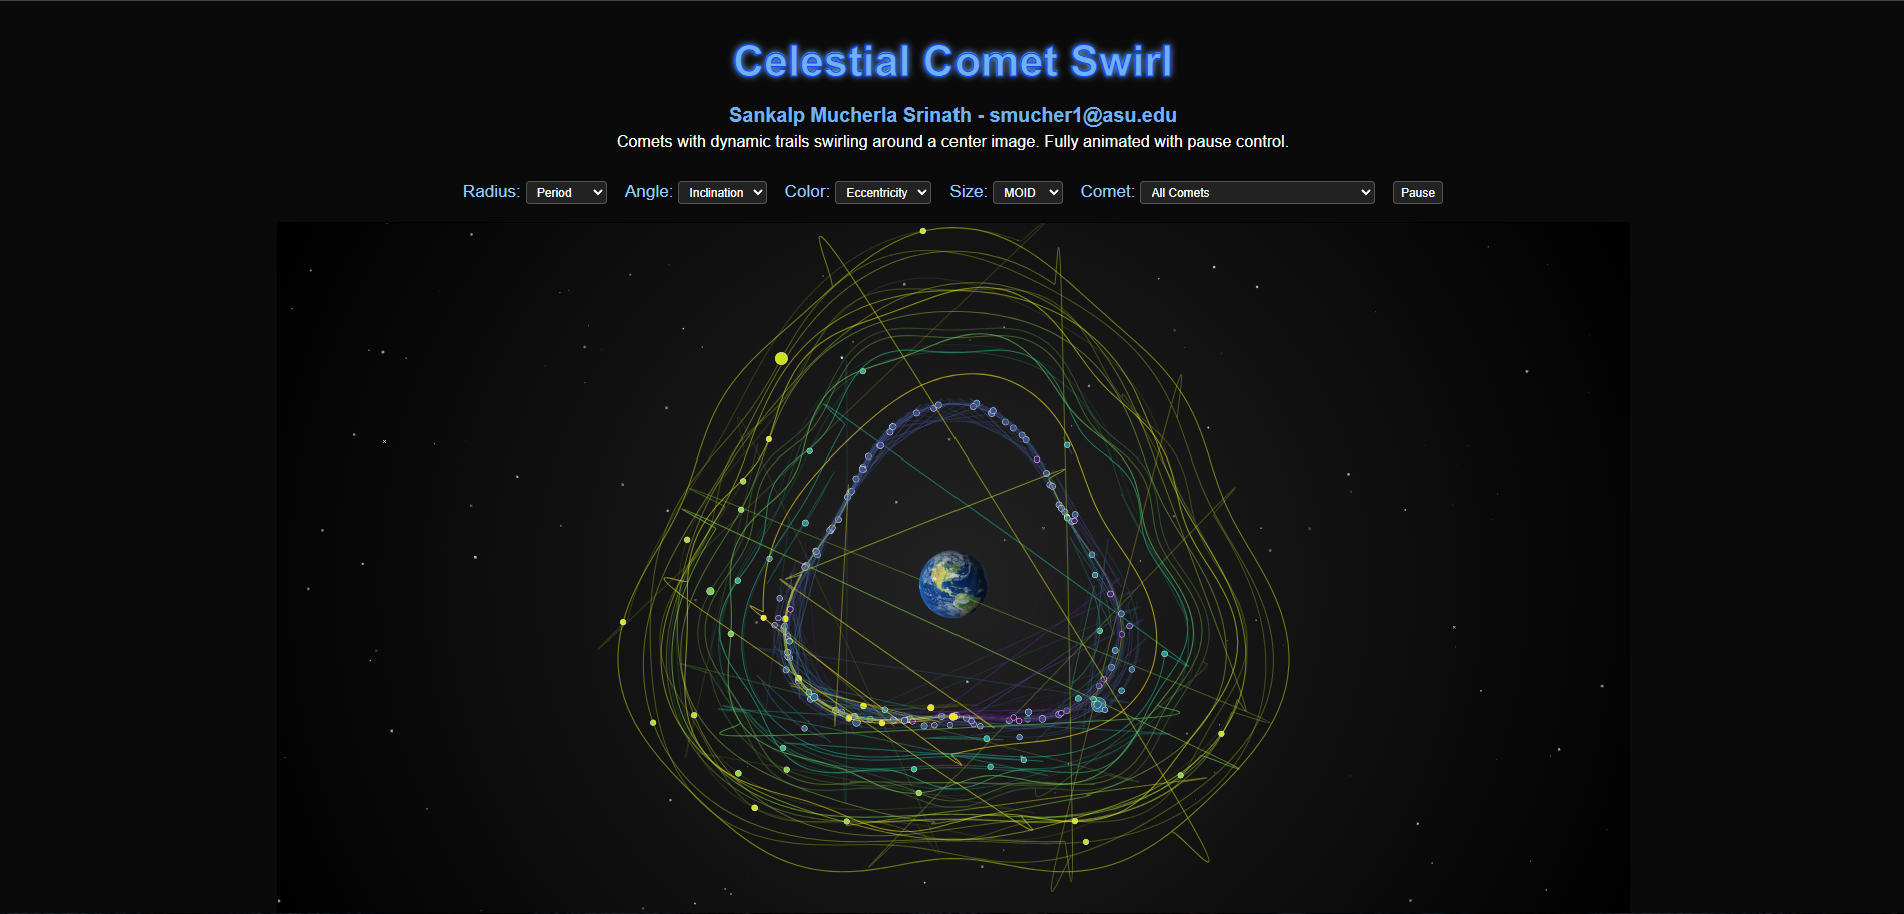 Celestial Comet Swirl
Sankalp Mucherla Srinath - smucher1@asu.edu
Comets with dynamic trails swirling around a center image. Fully animated with pause control.
Radius: Period Angle: Inclination Color: Eccentricity Size: MOID Comet: All Comets Pause